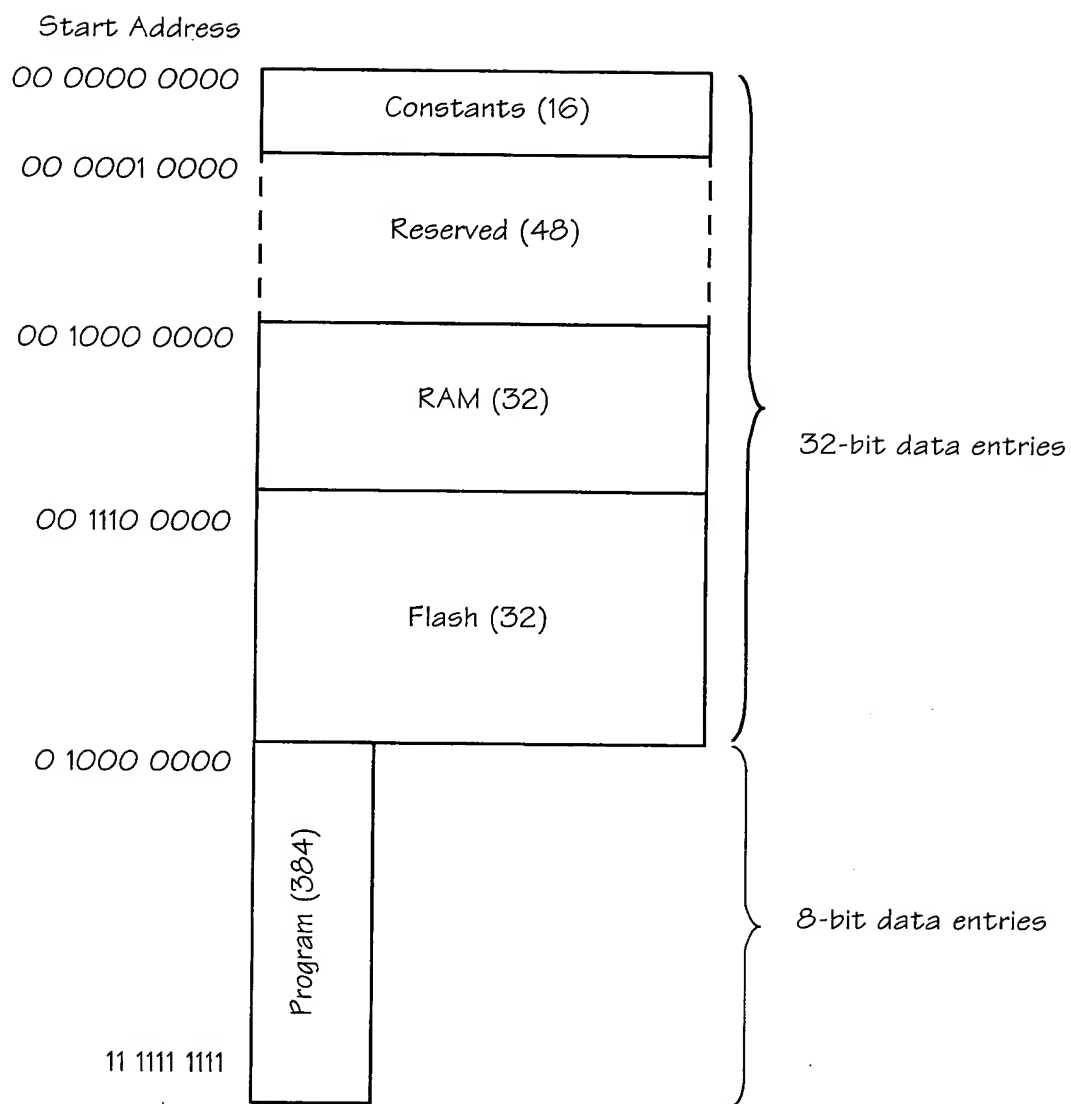 Start Address
00 0000 0000
Constants (16)
00 0001 0000
Reserved (48)
00 1000 0000
RAM (32)
32-bit data entries
00 1110 0000
Flash (32)
0 1000 0000
Program (384)
8-bit data entries
11 1111 1111